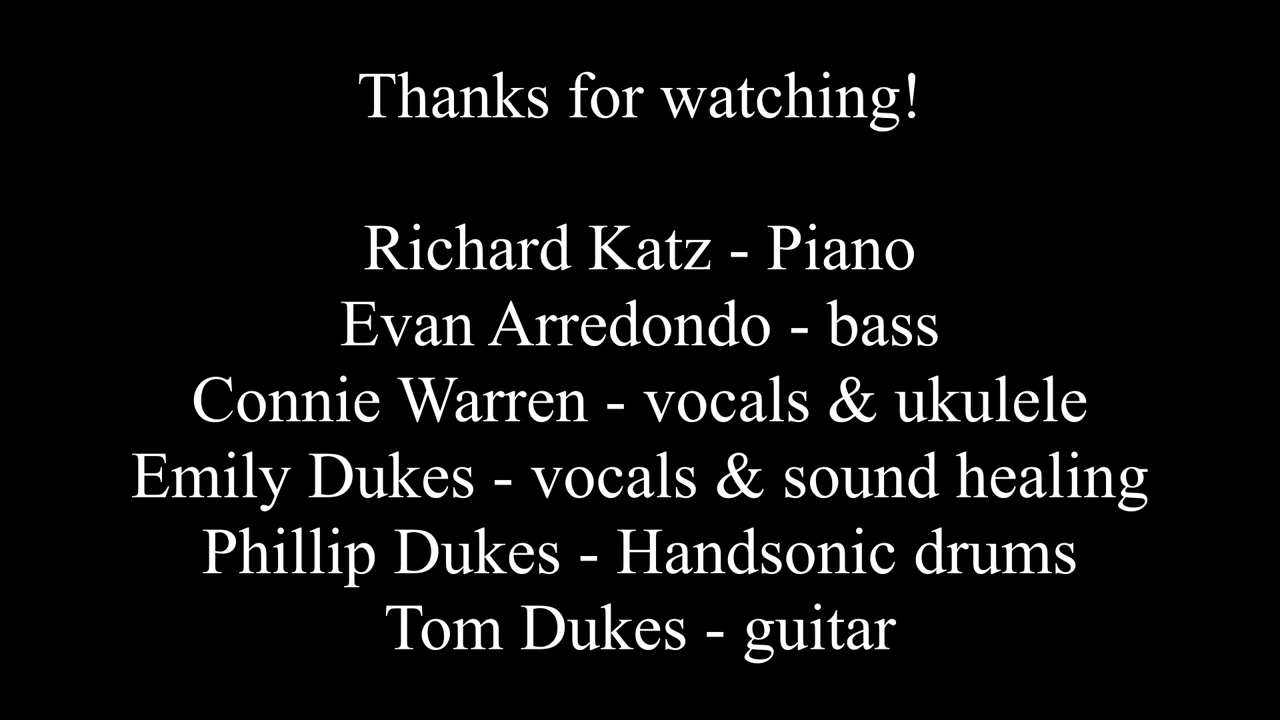 Thanks for watching!
Richard Katz - Piano
Evan Arredondo - bass
Connie Warren - vocals & ukulele
Emily Dukes - vocals & sound healing
Phillip Dukes - Handsonic drums
Tom Dukes - guitar